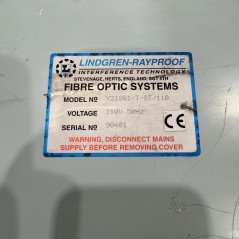 LINDGREN-RAYPROOF
INTERFERENCE TECHNOLOGY
STEVENAGE, HERTS, ENGLAND, SG1
FIBRE OPTIC SYSTEMS
MODEL Nº
VOLTAGE 110V 50Hz
SERIAL Nº 90481
CE
WARNING, DISCONNECT MAINS
SUPPLY BEFORE REMOVING COVER